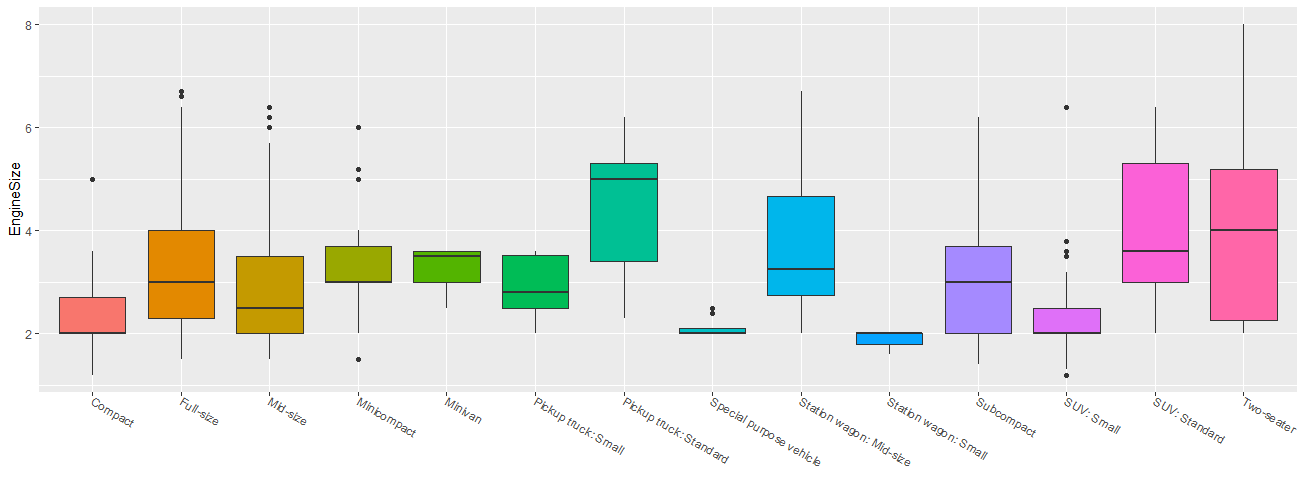 EngineSize
8
6
4
2
Compact
Full-size
Mid-size
Minicompact
Minivan
Pickup truck: Small
Pickup truck: Standard
Special purpose vehicle
Station wagon: Mid-size
Station wagon: Small
Subcompact
SUV: Small
SUV: Standard
Two-seater